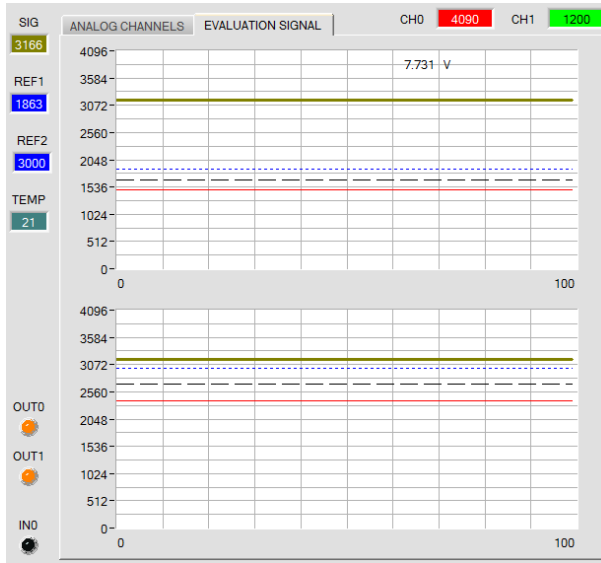 SIG
3166
REF1
1863
REF2
3000
TEMP
21
OUT0
OUT1
IN0
ANALOG CHANNELS
EVALUATION SIGNAL
CH0 4090 CH1 1200
7.731 V
4096
3584
3072
2560
2048
1536
1024
512
0
0 100
4096
3584
3072
2560
2048
1536
1024
512
0
0 100